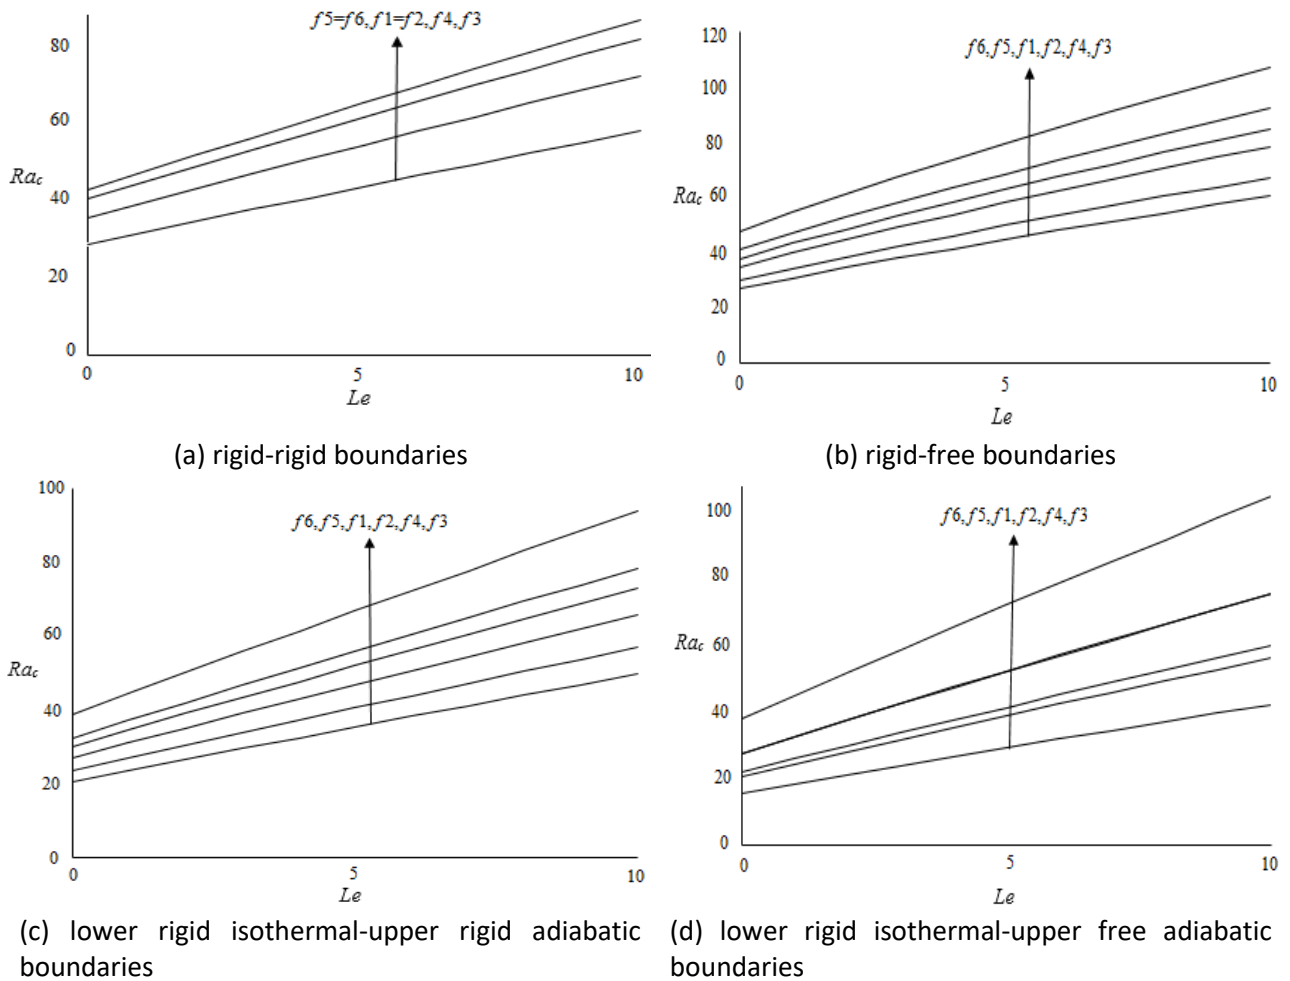 f5=f6,f1=f2,f4,f3
80
60
Rac
40
20
0
0
5
10
Le
(a) rigid-rigid boundaries
f6,f5,f1,f2,f4,f3
120
100
80
Rac
60
40
20
0
0
5
10
Le
(b) rigid-free boundaries
100
f6,f5,f1,f2,f4,f3
80
60
Rac
40
20
0
0
5
10
Le
(c) lower rigid isothermal-upper rigid adiabatic
boundaries
f6,f5,f1,f2,f4,f3
100
80
Rac
60
40
20
0
0
5
10
Le
(d) lower rigid isothermal-upper free adiabatic
boundaries